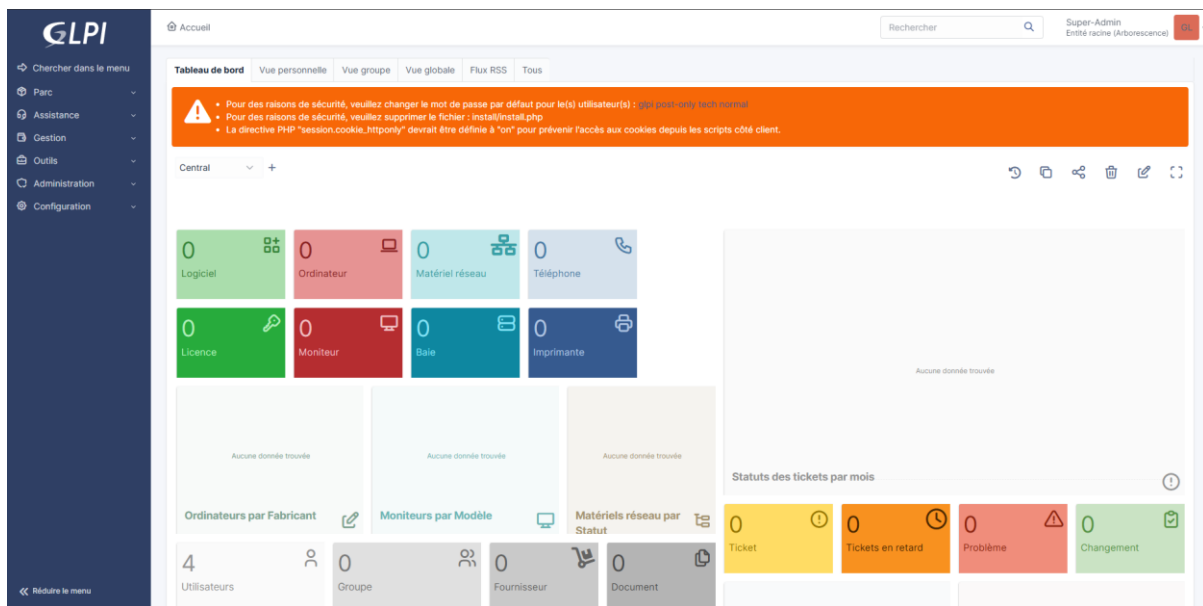 GLPI
Accueil
Rechercher
Super-Admin
Entité racine (Arborescence)
GL
Chercher dans le menu
Parc
Assistance
Gestion
Outils
Administration
Configuration
Réduire le menu
Tableau de bord Vue personnelle Vue groupe Vue globale Flux RSS Tous
• Pour des raisons de sécurité, veuillez changer le mot de passe par défaut pour le(s) utilisateur(s) : glpi post-only tech normal
• Pour des raisons de sécurité, veuillez supprimer le fichier : install/install.php
• La directive PHP "session.cookie_httponly" devrait être définie à "on" pour prévenir l'accès aux cookies depuis les scripts côté client.
Central
0
Logiciel
0
Ordinateur
0
Matériel réseau
0
Téléphone
0
Licence
0
Moniteur
0
Baie
0
Imprimante
Aucune donnée trouvée
Ordinateurs par Fabricant
Aucune donnée trouvée
Moniteurs par Modèle
Aucune donnée trouvée
Matériels réseau par
Statut
Aucune donnée trouvée
Statuts des tickets par mois
4
Utilisateurs
0
Groupe
0
Fournisseur
0
Document
0
Ticket
0
Tickets en retard
0
Problème
0
Changement